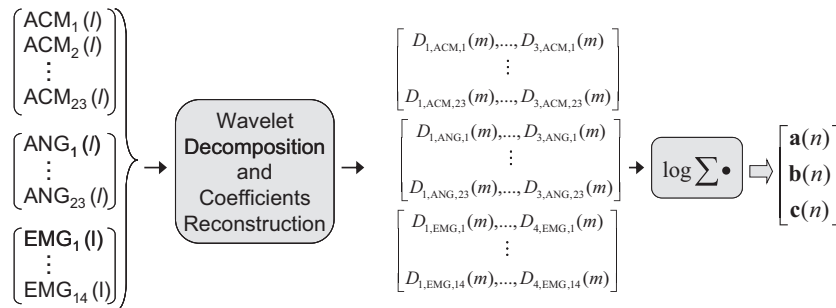 ACM₁ (l)
ACM₂ (l)
⋮
ACM₂₃ (l)
ANG₁ (l)
⋮
ANG₂₃ (l)
EMG₁ (l)
⋮
EMG₁₄ (l)
Wavelet
Decomposition
and
Coefficients
Reconstruction
D₁,ACM,₁(m),...,D₃,ACM,₁(m)
⋮
D₁,ACM,₂₃(m),...,D₃,ACM,₂₃(m)
D₁,ANG,₁(m),...,D₃,ANG,₁(m)
⋮
D₁,ANG,₂₃(m),...,D₃,ANG,₂₃(m)
D₁,EMG,₁(m),...,D₄,EMG,₁(m)
⋮
D₁,EMG,₁₄(m),...,D₄,EMG,₁₄(m)
log ∑ •
a(n)
b(n)
c(n)